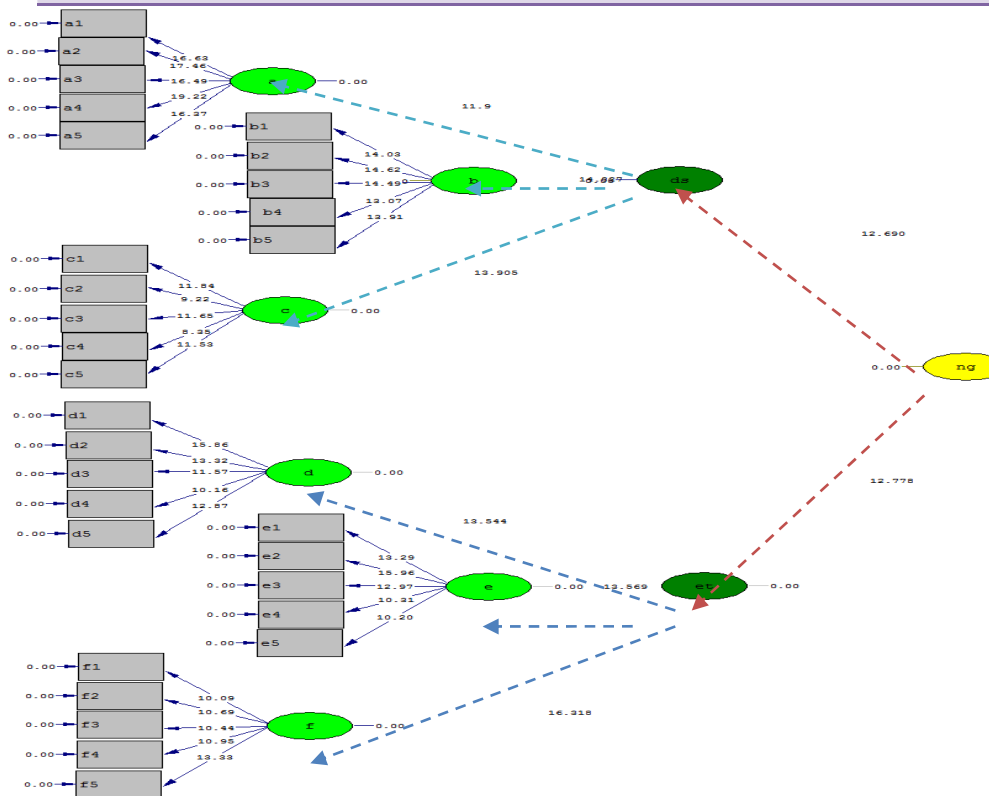 0.00 a1
0.00 a2
0.00 a3
0.00 a4
0.00 a5
16.63
17.46
16.49
19.22
16.37
a 0.00
11.9
0.00 b1
0.00 b2
0.00 b3
0.00 b4
0.00 b5
14.03
14.62
14.49
13.07
13.91
b
ds
12.690
13.905
0.00 c1
0.00 c2
0.00 c3
0.00 c4
0.00 c5
11.84
9.22
11.65
8.35
11.53
c 0.00
0.00 ng
0.00 d1
0.00 d2
0.00 d3
0.00 d4
0.00 d5
15.86
13.32
11.57
10.16
12.87
d 0.00
12.778
13.544
0.00 e1
0.00 e2
0.00 e3
0.00 e4
0.00 e5
13.29
15.96
12.97
10.31
10.20
e 0.00 13.569 et 0.00
0.00 f1
0.00 f2
0.00 f3
0.00 f4
0.00 f5
10.09
10.69
10.44
10.95
13.33
f 0.00
16.318